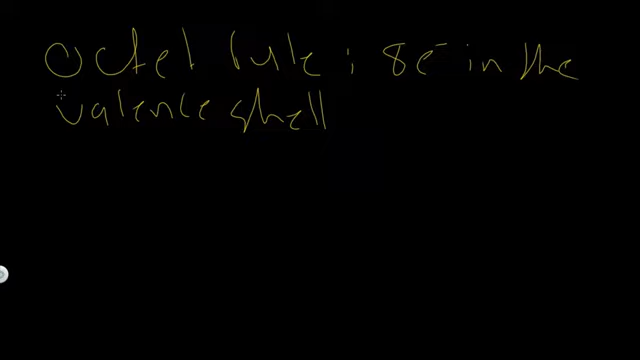 Octet rule : 8e⁻ in the
valence shell